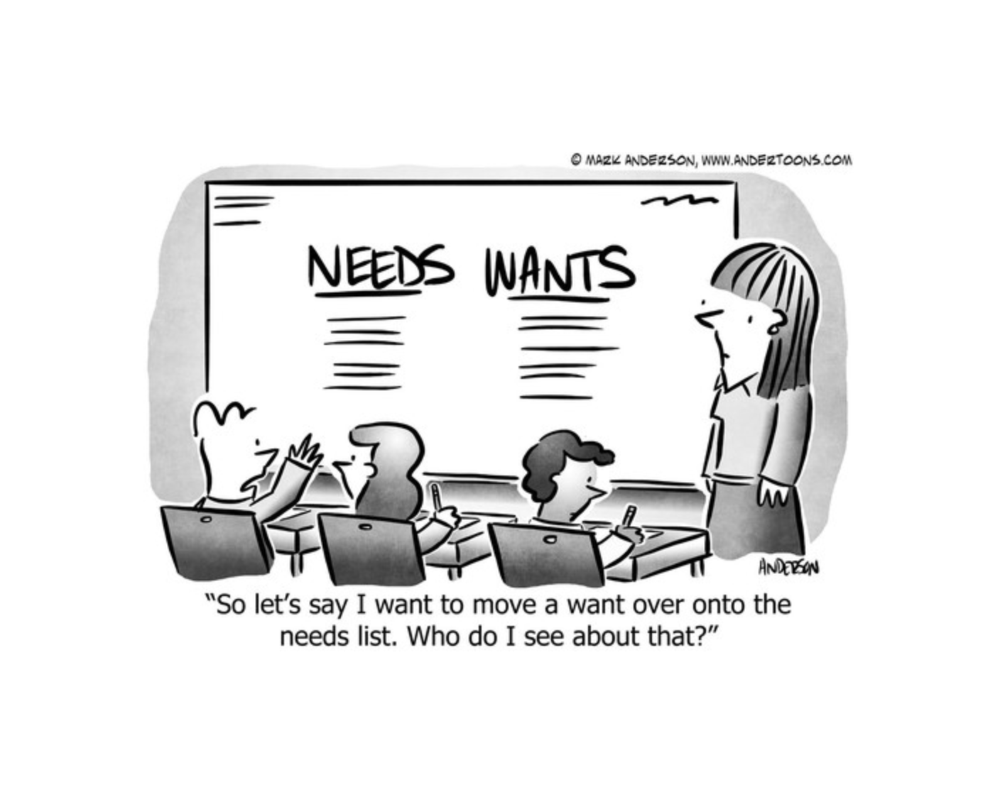 © MARK ANDERSON, WWW.ANDERTOONS.COM
NEEDS WANTS
ANDERSON
“So let’s say I want to move a want over onto the
needs list. Who do I see about that?”